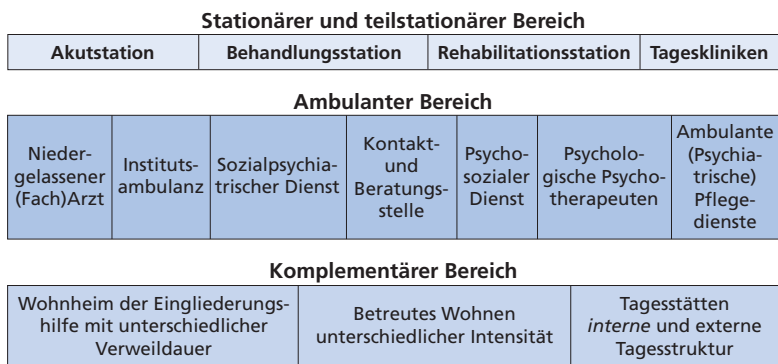 Stationärer und teilstationärer Bereich
Akutstation
Behandlungsstation
Rehabilitationsstation
Tageskliniken
Ambulanter Bereich
Nieder-
gelassener
(Fach)Arzt
Instituts-
ambulanz
Sozialpsychia-
trischer Dienst
Kontakt-
und
Beratungs-
stelle
Psycho-
sozialer
Dienst
Psycholo-
gische Psycho-
therapeuten
Ambulante
(Psychia-
trische)
Pflege-
dienste
Komplementärer Bereich
Wohnheim der Eingliederungs-
hilfe mit unterschiedlicher
Verweildauer
Betreutes Wohnen
unterschiedlicher Intensität
Tagesstätten
interne und externe
Tagesstruktur